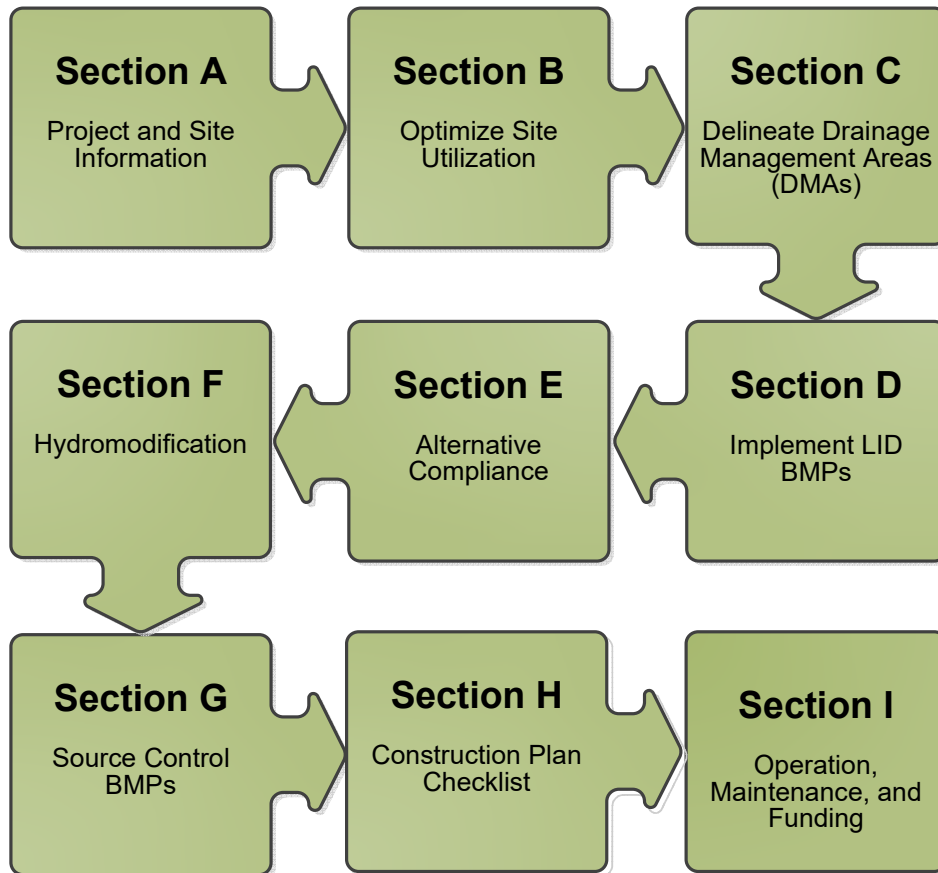 Section A
Project and Site
Information
Section B
Optimize Site
Utilization
Section C
Delineate Drainage
Management Areas
(DMAs)
Section F
Hydromodification
Section E
Alternative
Compliance
Section D
Implement LID
BMPs
Section G
Source Control
BMPs
Section H
Construction Plan
Checklist
Section I
Operation,
Maintenance, and
Funding